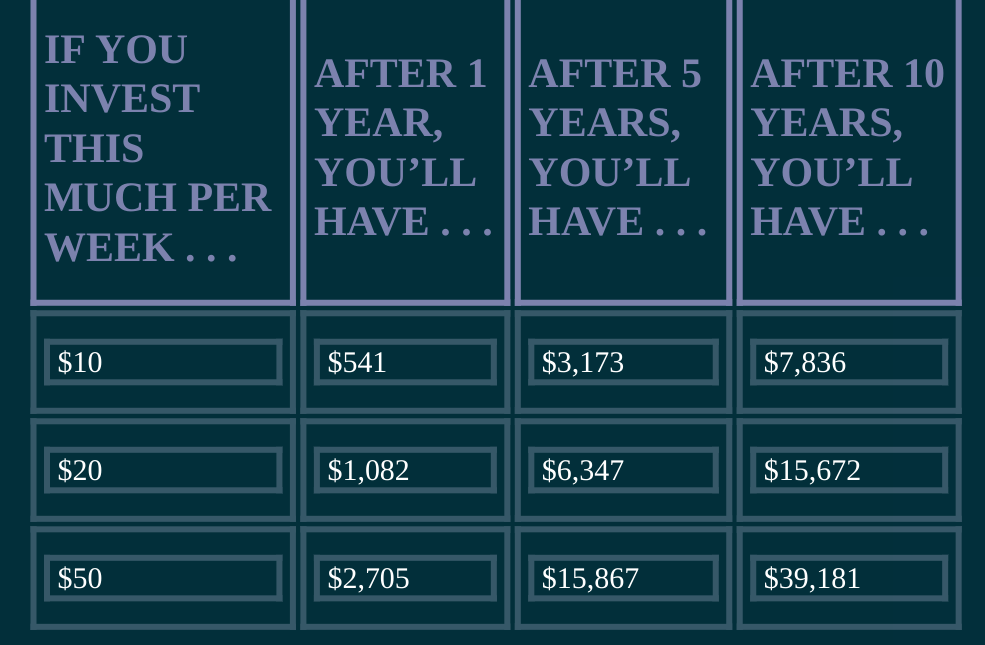 IF YOU
INVEST
THIS
MUCH PER
WEEK . . .
AFTER 1
YEAR,
YOU’LL
HAVE . . .
AFTER 5
YEARS,
YOU’LL
HAVE . . .
AFTER 10
YEARS,
YOU’LL
HAVE . . .
$10 $541 $3,173 $7,836
$20 $1,082 $6,347 $15,672
$50 $2,705 $15,867 $39,181